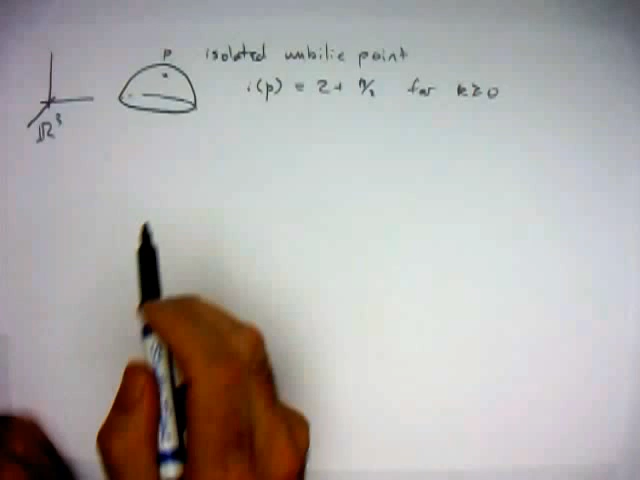 p isolated umbilic point
i(p) = 2 + k/2 for k≥0
ℝ³